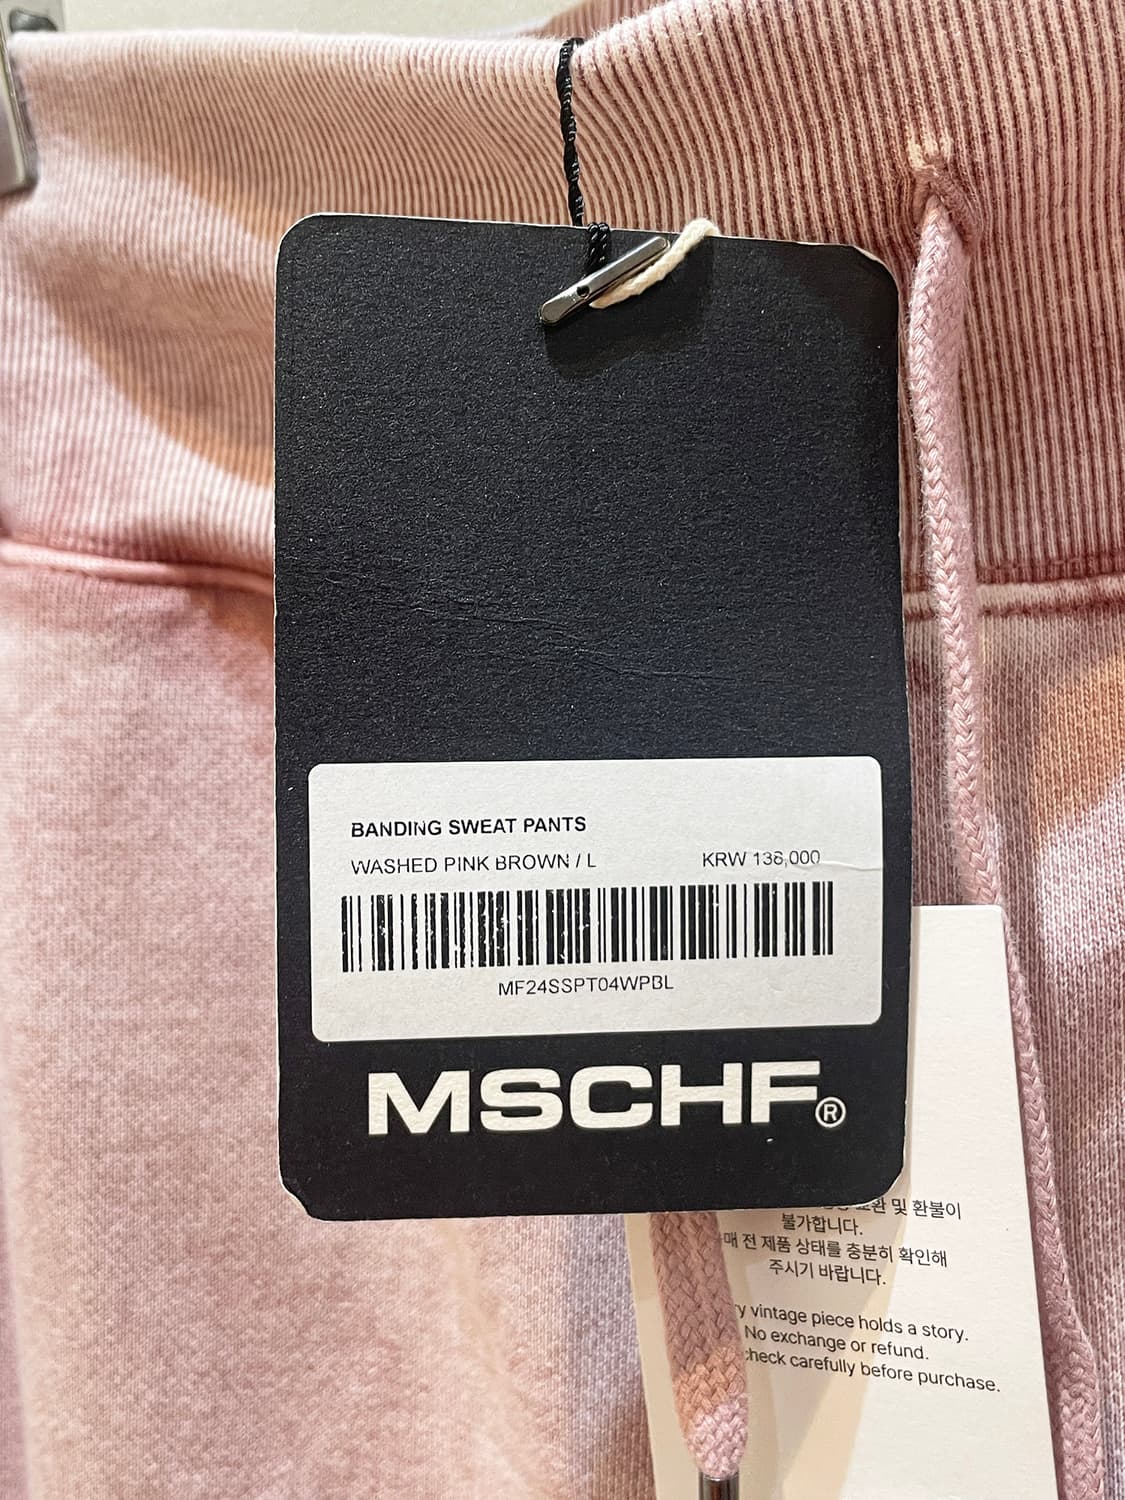 BANDING SWEAT PANTS
WASHED PINK BROWN / L KRW 138,000
MF24SSPT04WPBL
MSCHF®
및 환불이
불가합니다.
전 제품 상태를 충분히 확인해
주시기 바랍니다.
vintage piece holds a story.
No exchange or refund.
check carefully before purchase.